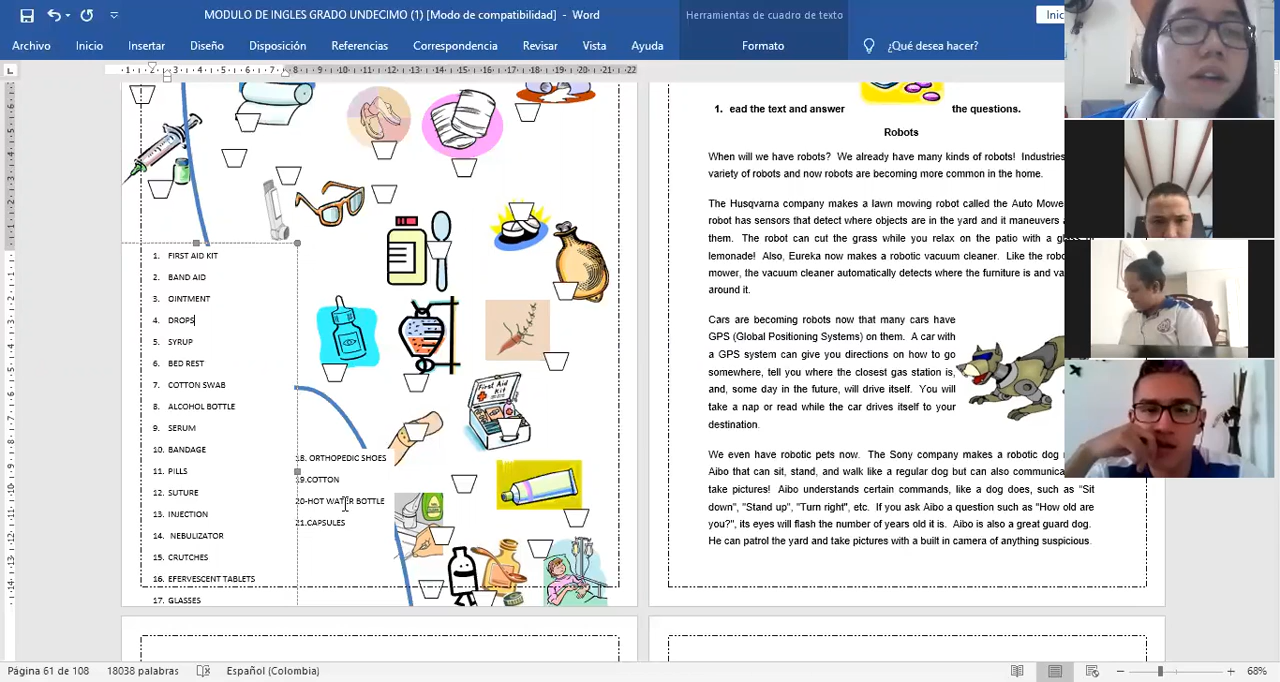 MODULO DE INGLES GRADO UNDECIMO (1) [Modo de compatibilidad] - Word
Herramientas de cuadro de texto
Inic
Archivo Inicio Insertar Diseño Disposición Referencias Correspondencia Revisar Vista Ayuda Formato ¿Qué desea hacer?
1. FIRST AID KIT
2. BAND AID
3. OINTMENT
4. DROPS
5. SYRUP
6. BED REST
7. COTTON SWAB
8. ALCOHOL BOTTLE
9. SERUM
10. BANDAGE
11. PILLS
12. SUTURE
13. INJECTION
14. NEBULIZATOR
15. CRUTCHES
16. EFERVESCENT TABLETS
17. GLASSES
18. ORTHOPEDIC SHOES
19.COTTON
20-HOT WATER BOTTLE
21.CAPSULES
First Aid
Kit
1. ead the text and answer the questions.
Robots
When will we have robots? We already have many kinds of robots! Industries
variety of robots and now robots are becoming more common in the home.
The Husqvarna company makes a lawn mowing robot called the Auto Mowe
robot has sensors that detect where objects are in the yard and it maneuvers
them. The robot can cut the grass while you relax on the patio with a
lemonade! Also, Eureka now makes a robotic vacuum cleaner. Like the robo
mower, the vacuum cleaner automatically detects where the furniture is and va
around it.
Cars are becoming robots now that many cars have
GPS (Global Positioning Systems) on them. A car with
a GPS system can give you directions on how to go
somewhere, tell you where the closest gas station is,
and, some day in the future, will drive itself. You will
take a nap or read while the car drives itself to your
destination.
We even have robotic pets now. The Sony company makes a robotic dog
Aibo that can sit, stand, and walk like a regular dog but can also communica
take pictures! Aibo understands certain commands, like a dog does, such as "Sit
down", "Stand up", "Turn right", etc. If you ask Aibo a question such as "How old are
you?", its eyes will flash the number of years old it is. Aibo is also a great guard dog.
He can patrol the yard and take pictures with a built in camera of anything suspicious.
Página 61 de 108 18038 palabras Español (Colombia) 68%